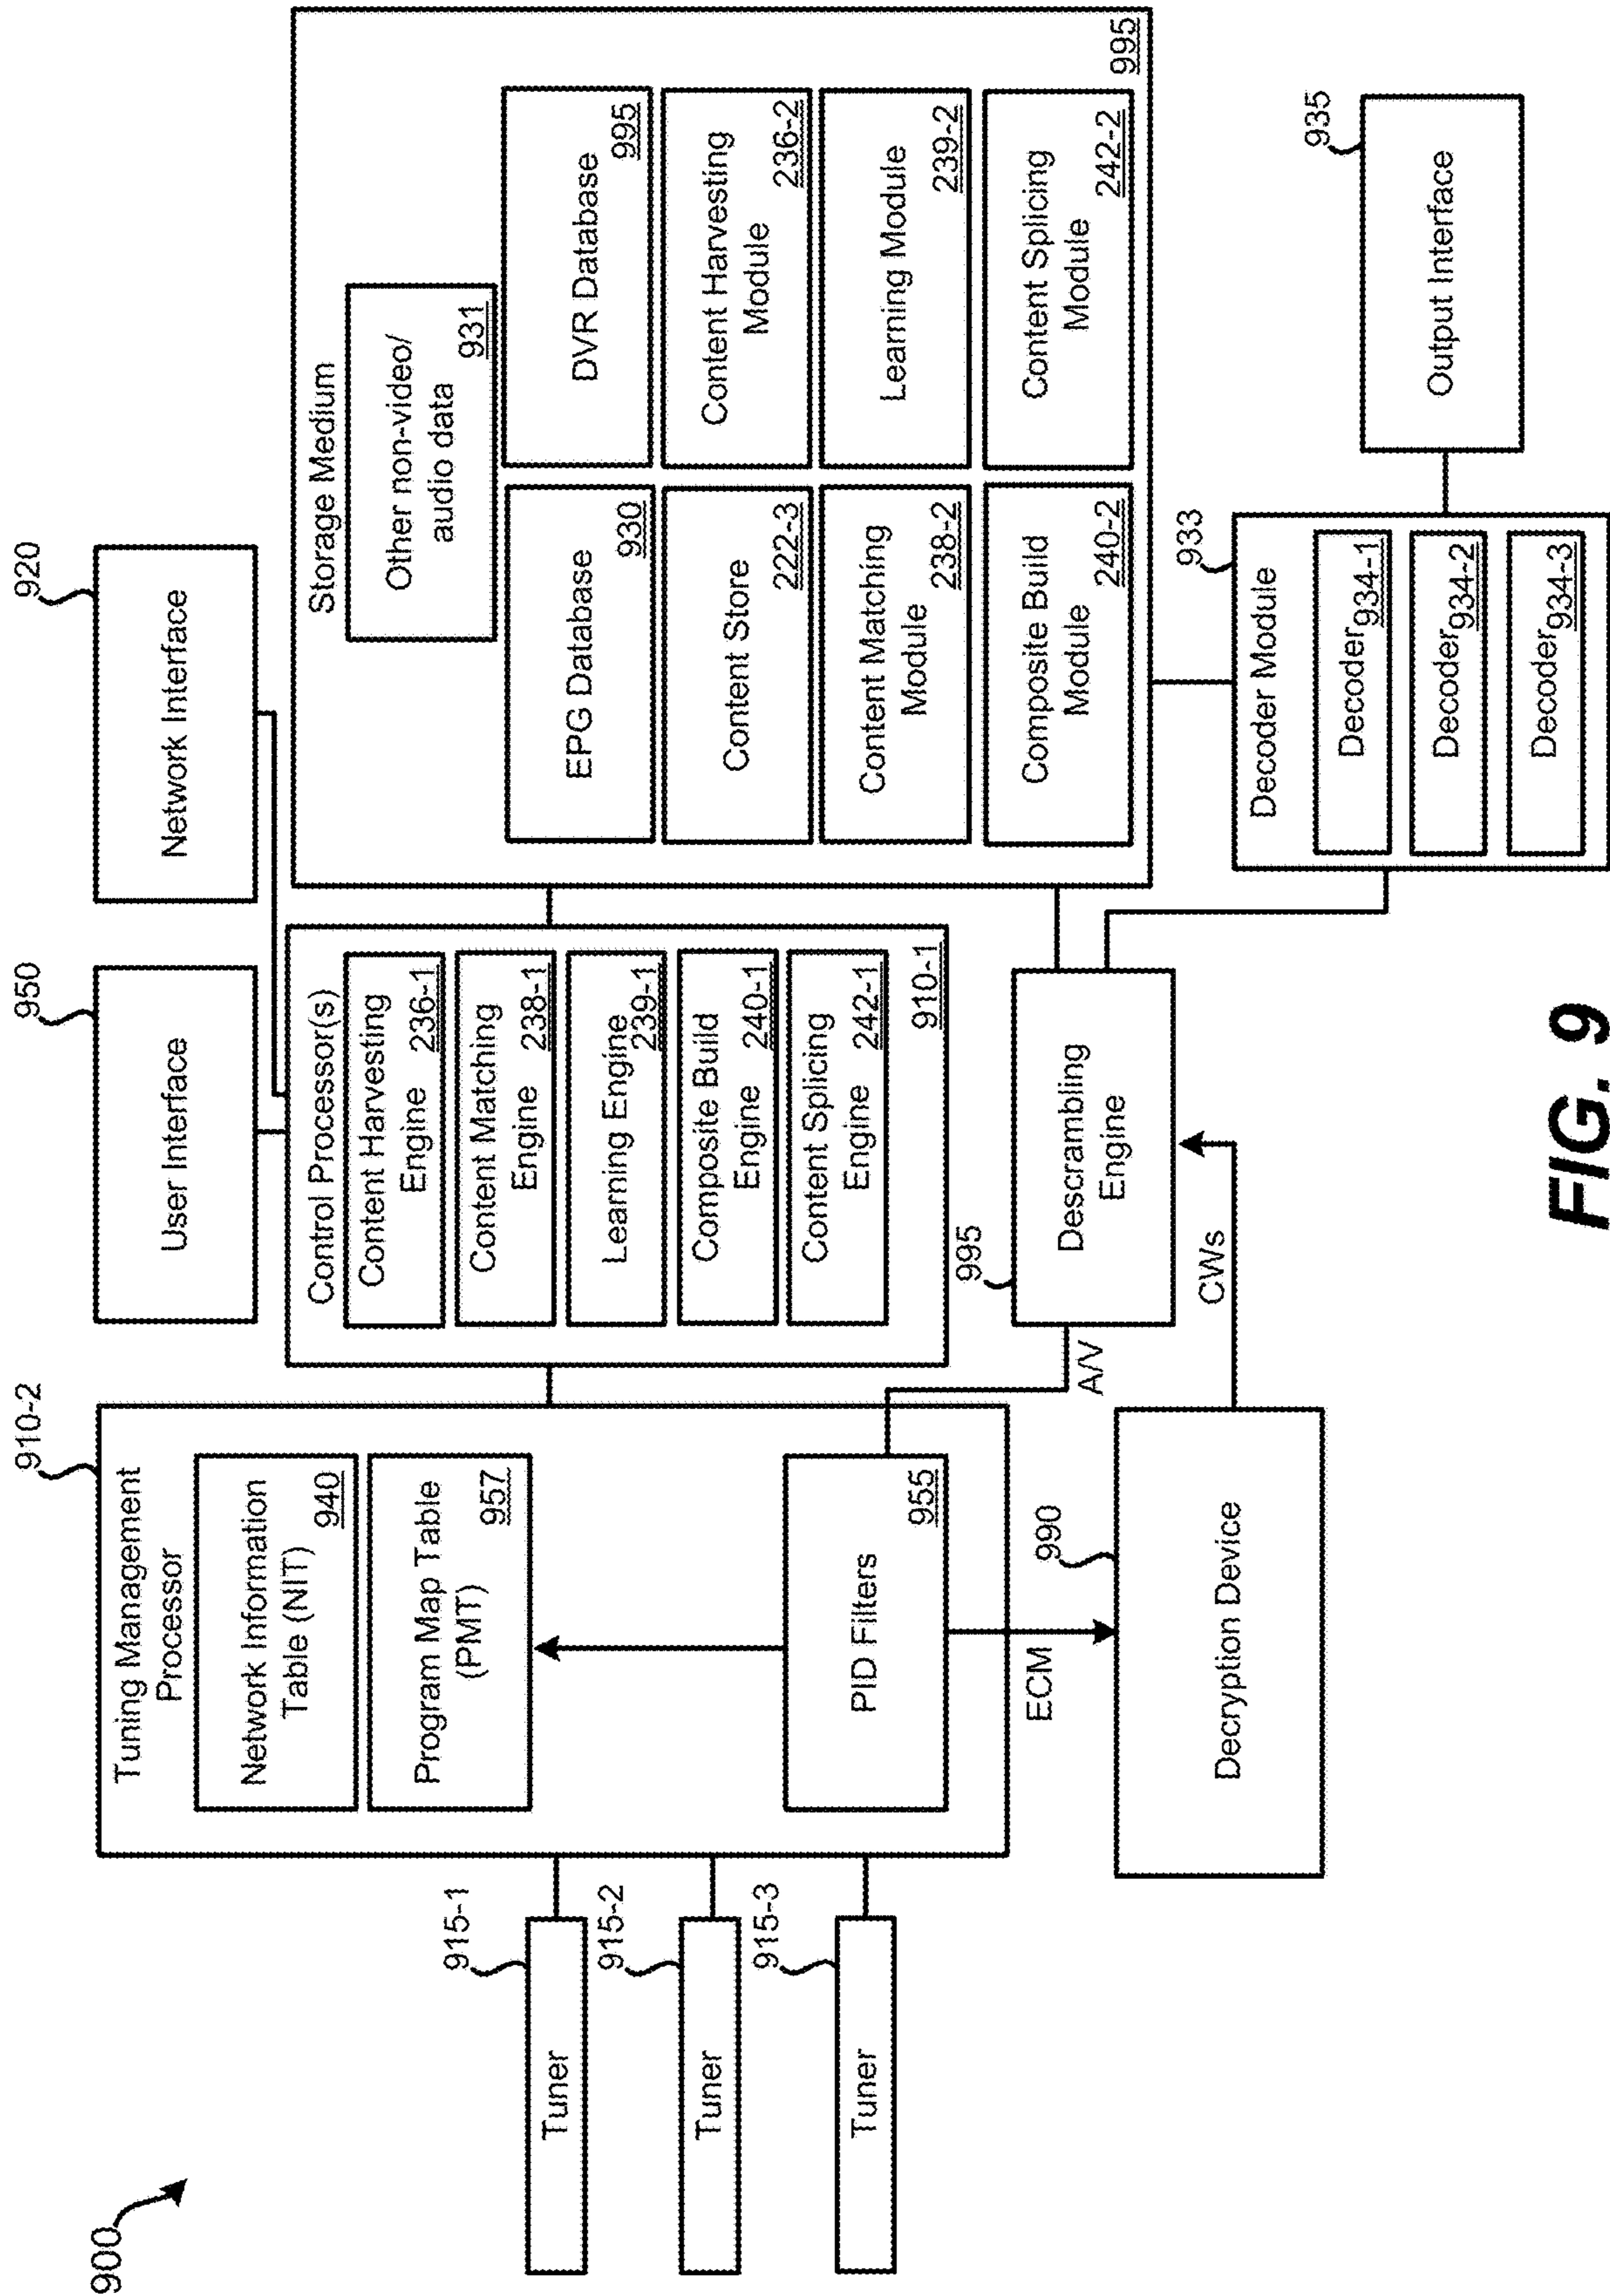 900
Tuner
915-1
Tuner
915-2
Tuner
915-3
910-2
Tuning Management
Processor
Network Information
Table (NIT)
940
Program Map Table
(PMT)
957
PID Filters
955
ECM
A/V
990
Decryption Device
CWs
995
Descrambling
Engine
950
User Interface
920
Network Interface
Control Processor(s)
Content Harvesting
Engine 236-1
Content Matching
Engine 238-1
Learning Engine
239-1
Composite Build
Engine 240-1
Content Splicing
Engine 242-1
910-1
Storage Medium
Other non-video/
audio data
931
EPG Database
930
DVR Database
995
Content Store
222-3
Content Harvesting
Module
236-2
Content Matching
Module
238-2
Learning Module
239-2
Composite Build
Module
240-2
Content Splicing
Module
242-2
995
933
Decoder Module
Decoder 934-1
Decoder 934-2
Decoder 934-3
935
Output Interface
FIG. 9